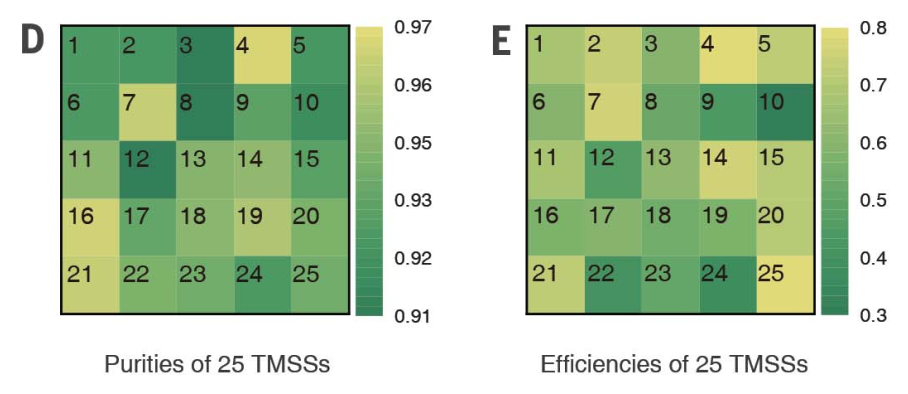 D
1 2 3 4 5
6 7 8 9 10
11 12 13 14 15
16 17 18 19 20
21 22 23 24 25
0.97
0.96
0.95
0.93
0.92
0.91
Purities of 25 TMSSs
E
1 2 3 4 5
6 7 8 9 10
11 12 13 14 15
16 17 18 19 20
21 22 23 24 25
0.8
0.7
0.6
0.5
0.4
0.3
Efficiencies of 25 TMSSs